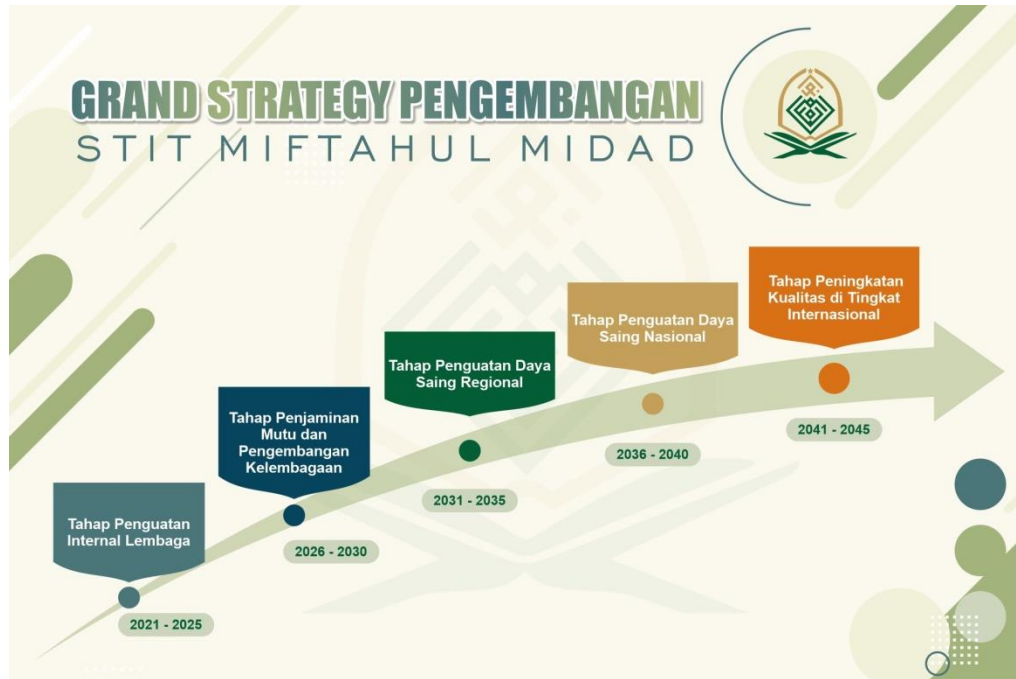 GRAND STRATEGY PENGEMBANGAN
STIT MIFTAHUL MIDAD
Tahap Penguatan
Internal Lembaga
2021 - 2025
Tahap Penjaminan
Mutu dan
Pengembangan
Kelembagaan
2026 - 2030
Tahap Penguatan Daya
Saing Regional
2031 - 2035
Tahap Penguatan Daya
Saing Nasional
2036 - 2040
Tahap Peningkatan
Kualitas di Tingkat
Internasional
2041 - 2045